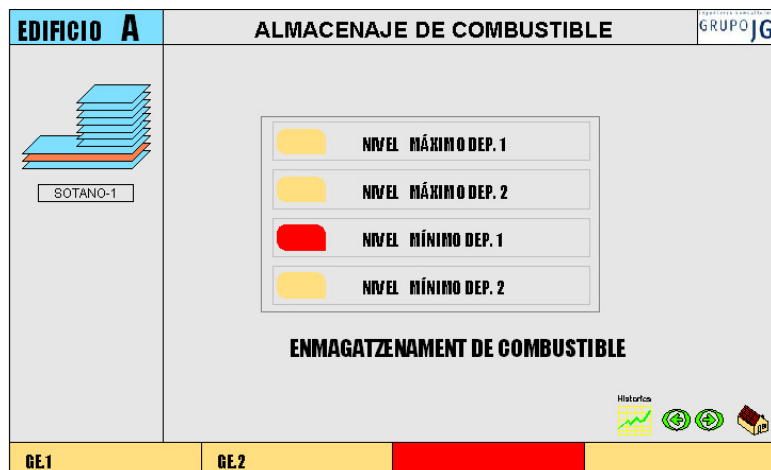 EDIFICIO A
ALMACENAJE DE COMBUSTIBLE
GRUPO JG
SOTANO-1
NIVEL MÁXIMO DEP. 1
NIVEL MÁXIMO DEP. 2
NIVEL MÍNIMO DEP. 1
NIVEL MÍNIMO DEP. 2
ENMAGATZENAMENT DE COMBUSTIBLE
Historics
GE.1
GE.2